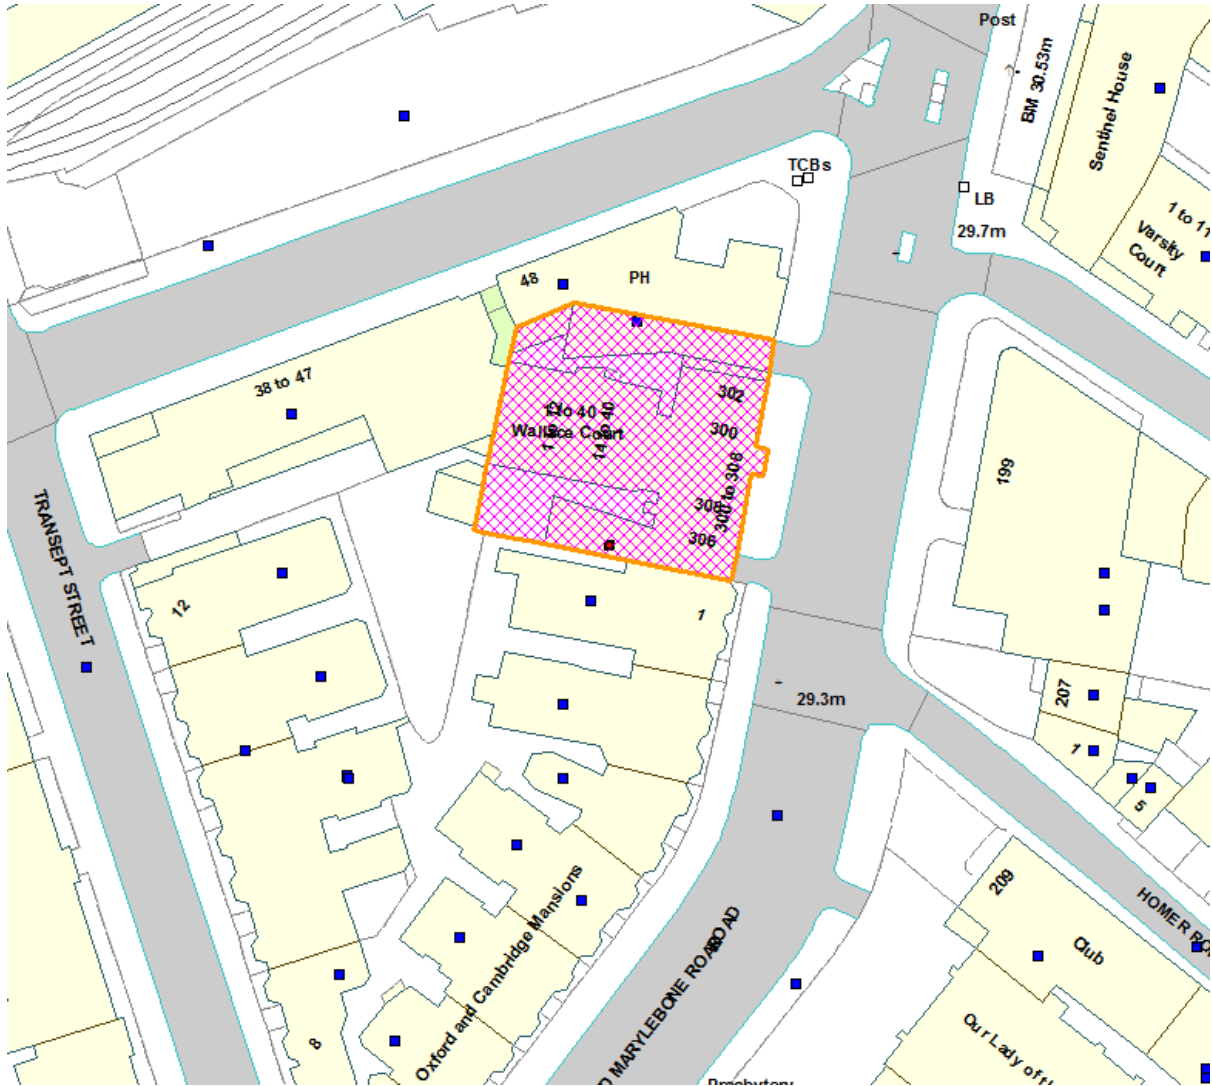 Post
BM 30.53m
Sentinel House
TCBs
LB
29.7m
1 to 11
Varsity
Court
48
PH
38 to 47
302
1 to 40
Wallace Court
14 to 40
300
300 to 308
306
199
TRANSEPT STREET
12
1
29.3m
207
1
5
209
Club
HOMER RO
Oxford and Cambridge Mansions
8
D MARYLEBONE ROAD
Our Lady of
Presbytery